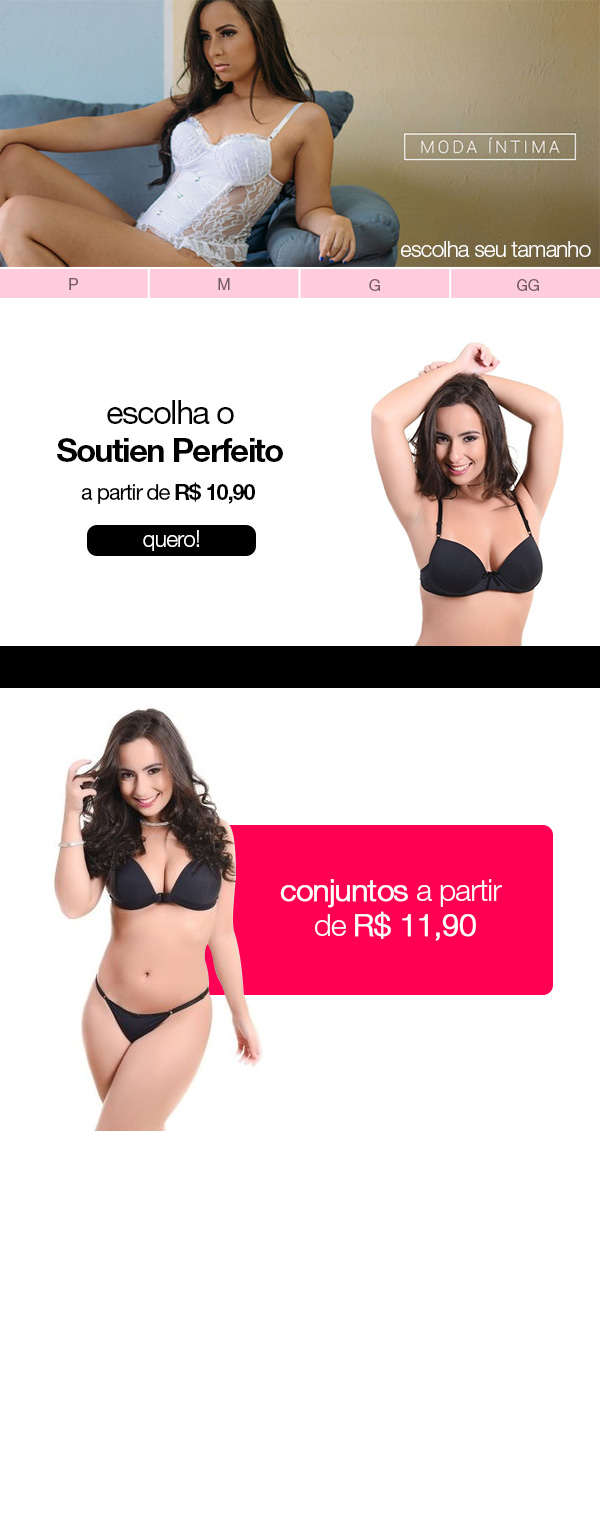 MODA ÍNTIMA
escolha seu tamanho
P M G GG
escolha o
Soutien Perfeito
a partir de R$ 10,90
quero!
conjuntos a partir
de R$ 11,90